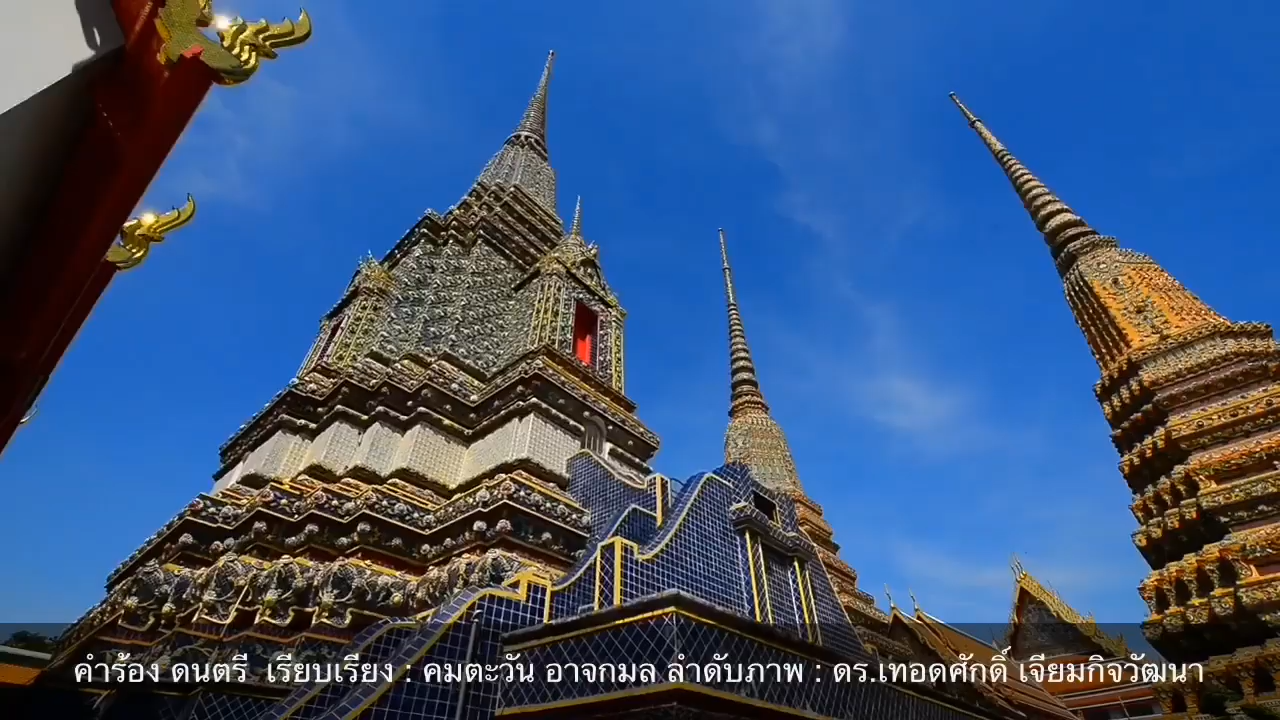 คำร้อง ดนตรี  เรียบเรียง : คมตะวัน อาจกมล ลำดับภาพ : ดร.เทอดศักดิ์ เจียมกิจวัฒนา